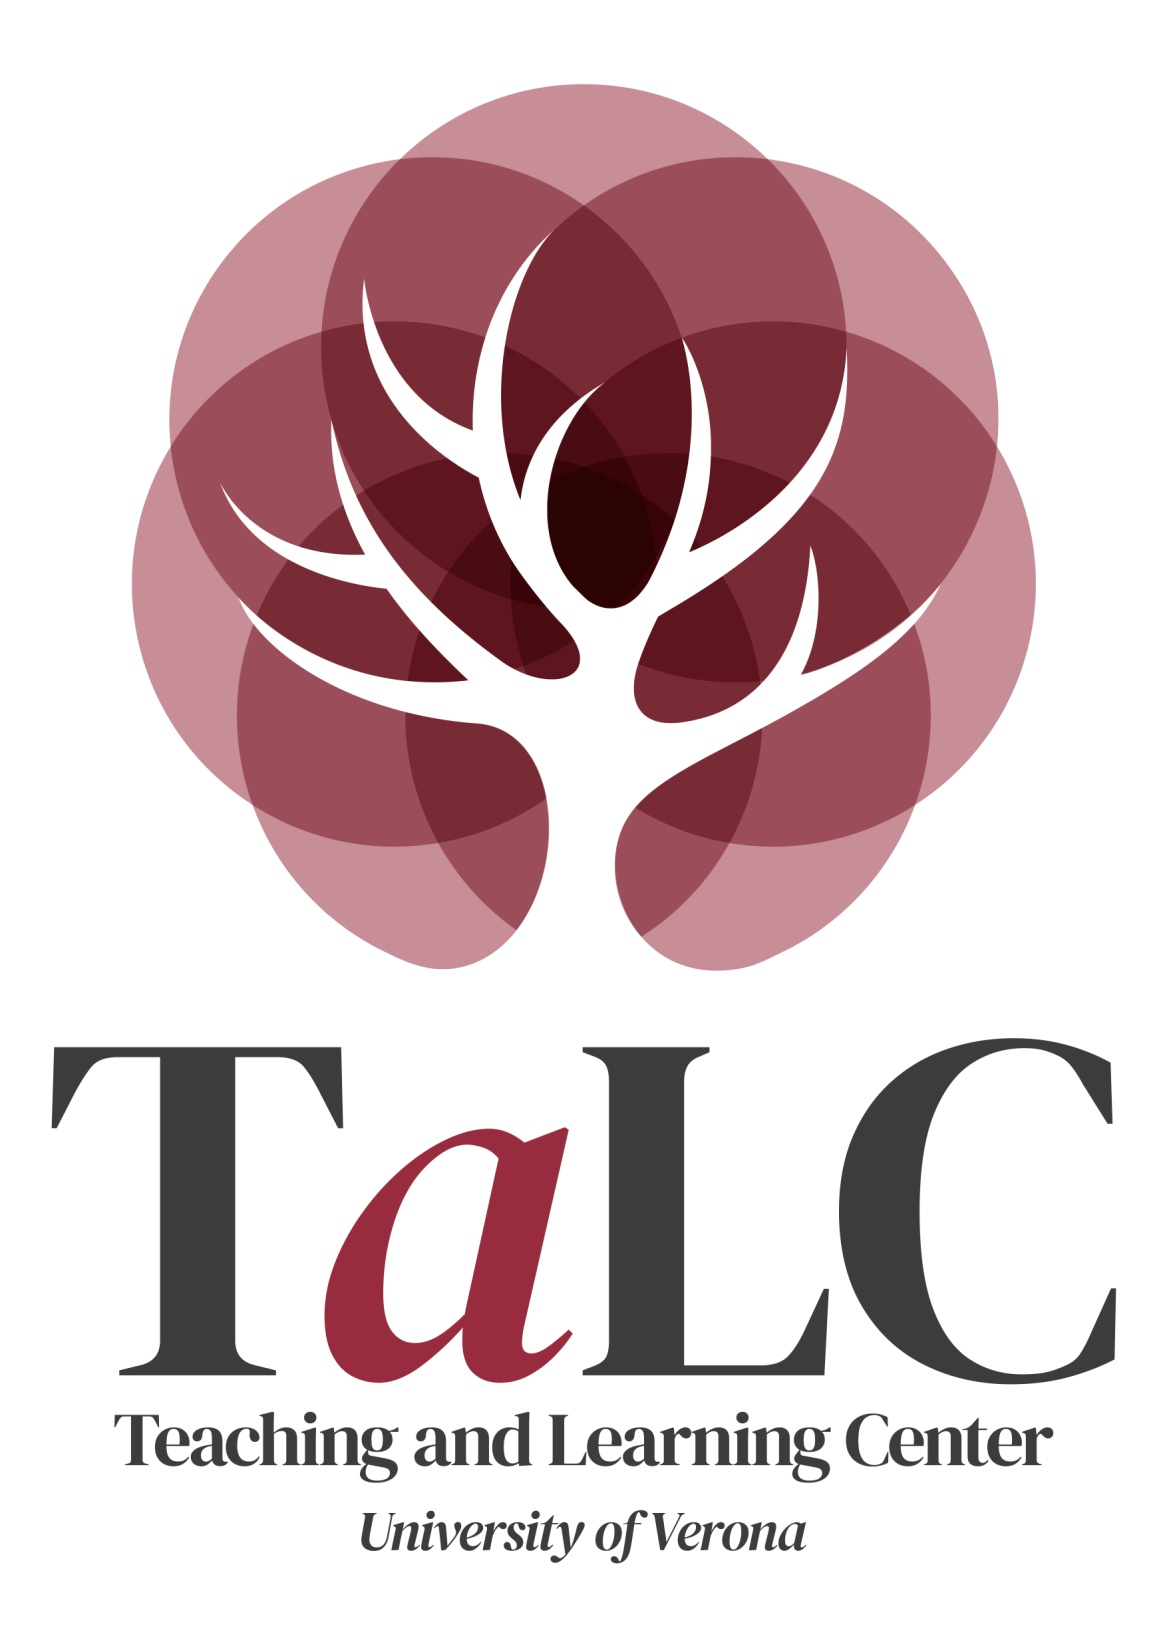 TaLC
Teaching and Learning Center
University of Verona